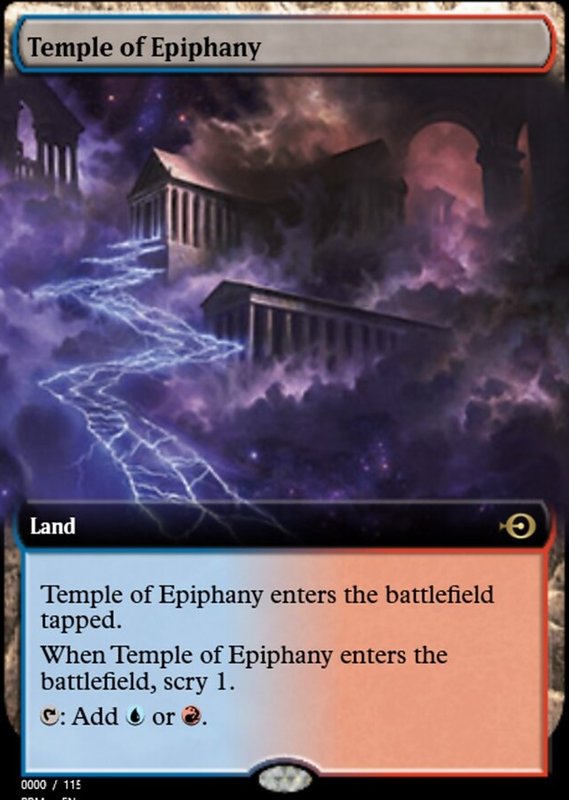 Temple of Epiphany
Land
Temple of Epiphany enters the battlefield
tapped.
When Temple of Epiphany enters the
battlefield, scry 1.
: Add or .
0000 / 115